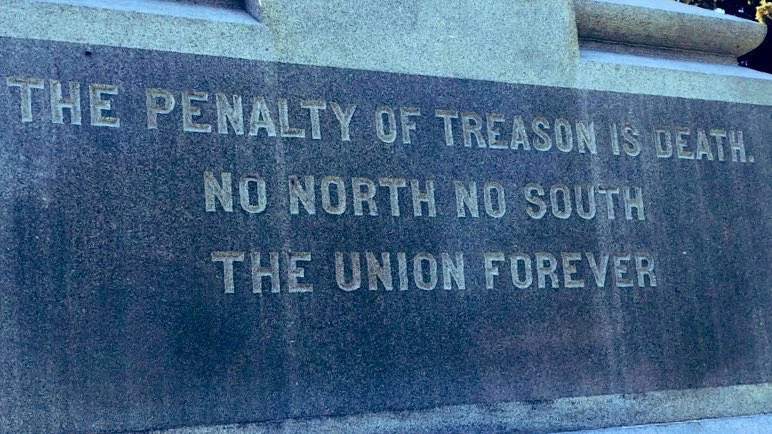 THE PENALTY OF TREASON IS DEATH.
NO NORTH NO SOUTH
THE UNION FOREVER